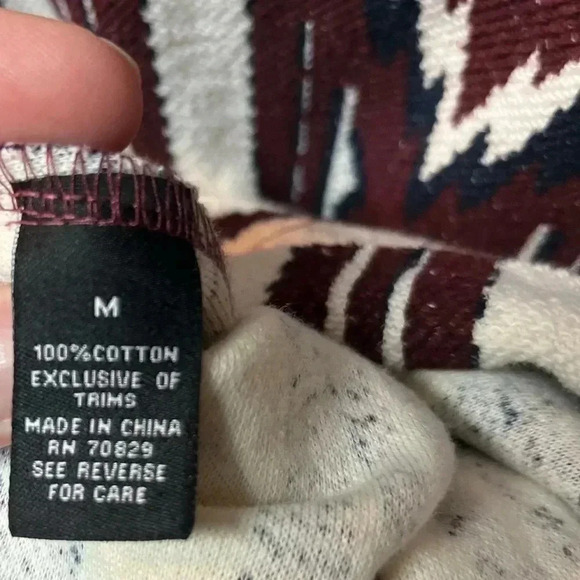 M
100%COTTON
EXCLUSIVE OF
TRIMS
MADE IN CHINA
RN 70829
SEE REVERSE
FOR CARE